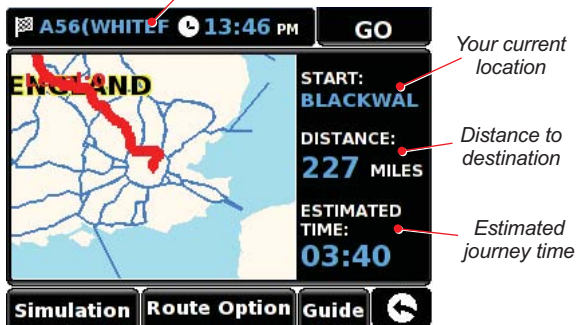 A56(WHITEF 13:46 PM GO
ENGLAND
START:
BLACKWAL
DISTANCE:
227 MILES
ESTIMATED
TIME:
03:40
Simulation Route Option Guide
Your current
location
Distance to
destination
Estimated
journey time